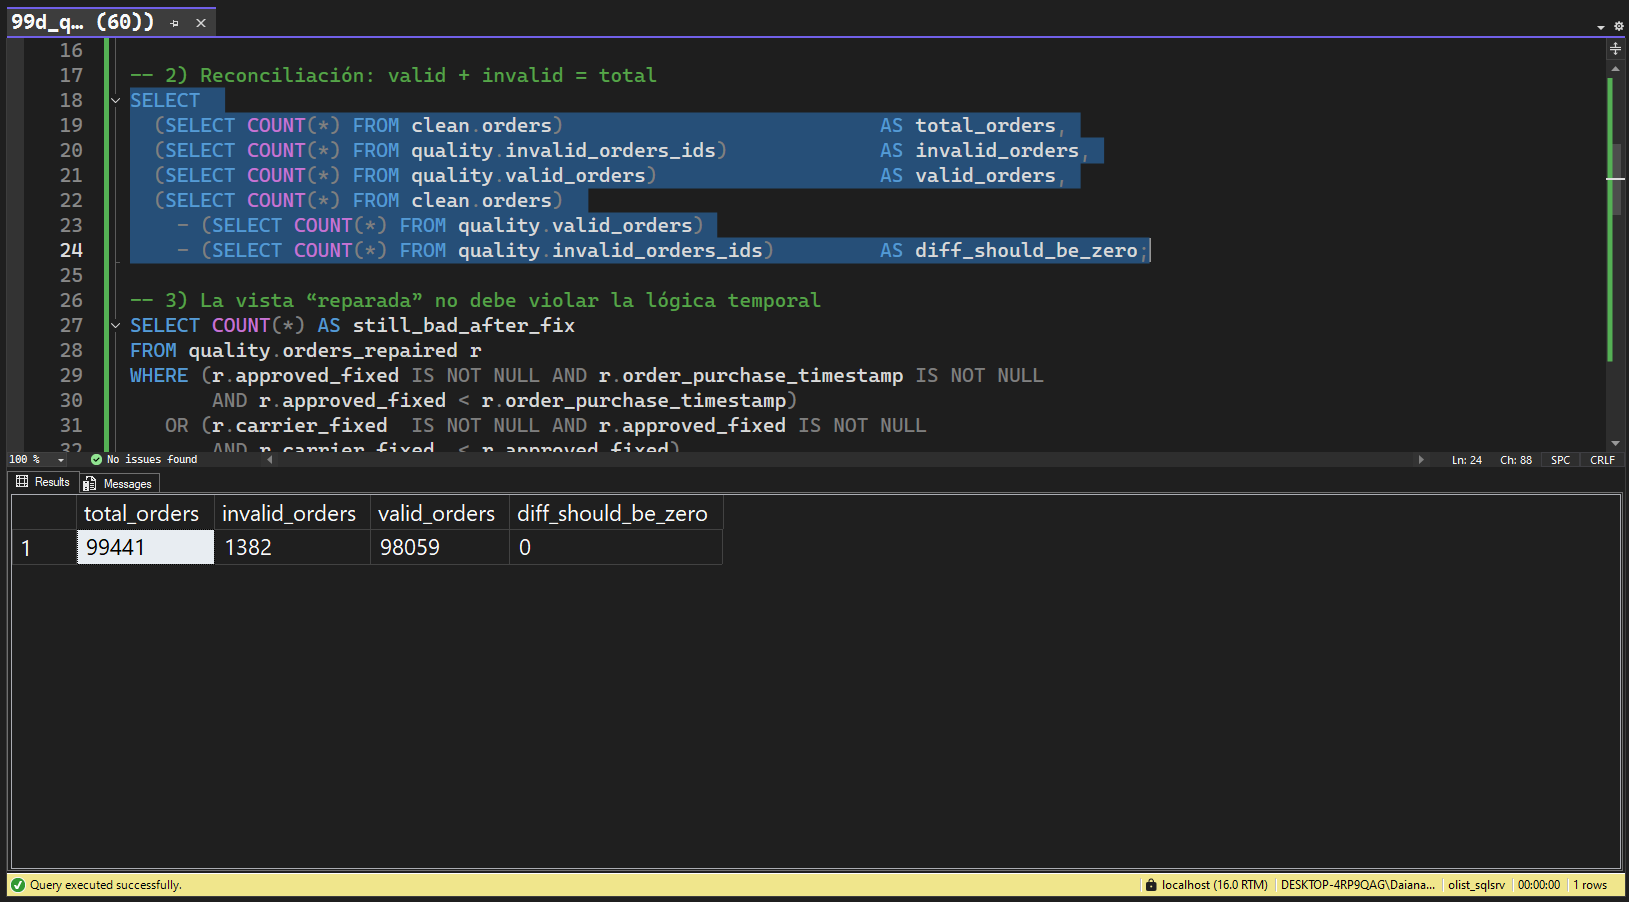 99d_q... (60))
16
17 -- 2) Reconciliación: valid + invalid = total
18 SELECT
19 (SELECT COUNT(*) FROM clean.orders) AS total_orders,
20 (SELECT COUNT(*) FROM quality.invalid_orders_ids) AS invalid_orders,
21 (SELECT COUNT(*) FROM quality.valid_orders) AS valid_orders,
22 (SELECT COUNT(*) FROM clean.orders)
23 - (SELECT COUNT(*) FROM quality.valid_orders)
24 - (SELECT COUNT(*) FROM quality.invalid_orders_ids) AS diff_should_be_zero;
25
26 -- 3) La vista “reparada” no debe violar la lógica temporal
27 SELECT COUNT(*) AS still_bad_after_fix
28 FROM quality.orders_repaired r
29 WHERE (r.approved_fixed IS NOT NULL AND r.order_purchase_timestamp IS NOT NULL
30 AND r.approved_fixed < r.order_purchase_timestamp)
31 OR (r.carrier_fixed IS NOT NULL AND r.approved_fixed IS NOT NULL
32 AND r.carrier_fixed < r.approved_fixed)
100 % No issues found Ln: 24 Ch: 88 SPC CRLF
Results Messages
total_orders invalid_orders valid_orders diff_should_be_zero
1 99441 1382 98059 0
Query executed successfully. localhost (16.0 RTM) DESKTOP-4RP9QAG\Daiana... olist_sqlsrv 00:00:00 1 rows